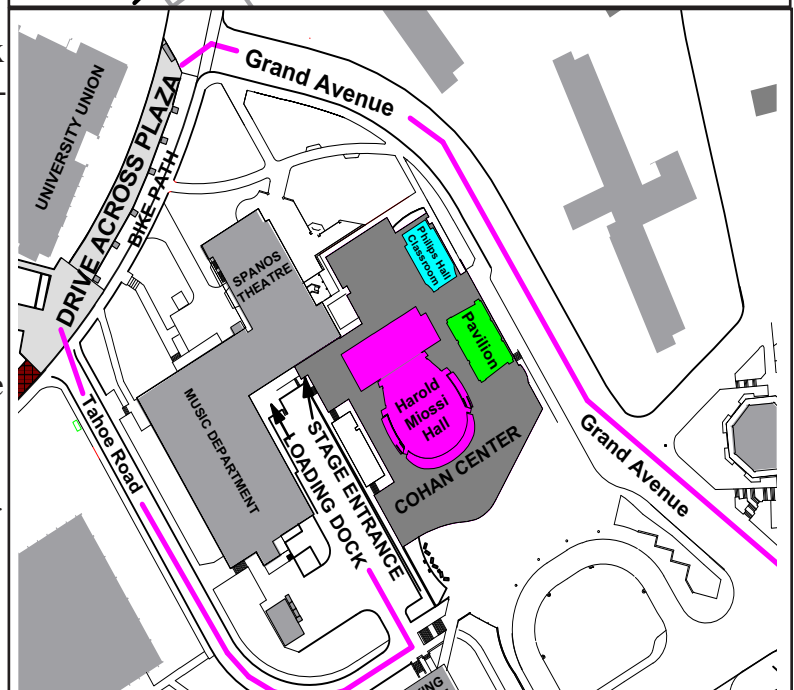 Grand Avenue
UNIVERSITY UNION
DRIVE ACROSS PLAZA
BIKE PATH
SPANOS
THEATRE
Philips Hall
Classroom
Pavilion
Harold
Miossi
Hall
COHAN CENTER
MUSIC DEPARTMENT
STAGE ENTRANCE
LOADING DOCK
Tahoe Road
Grand Avenue